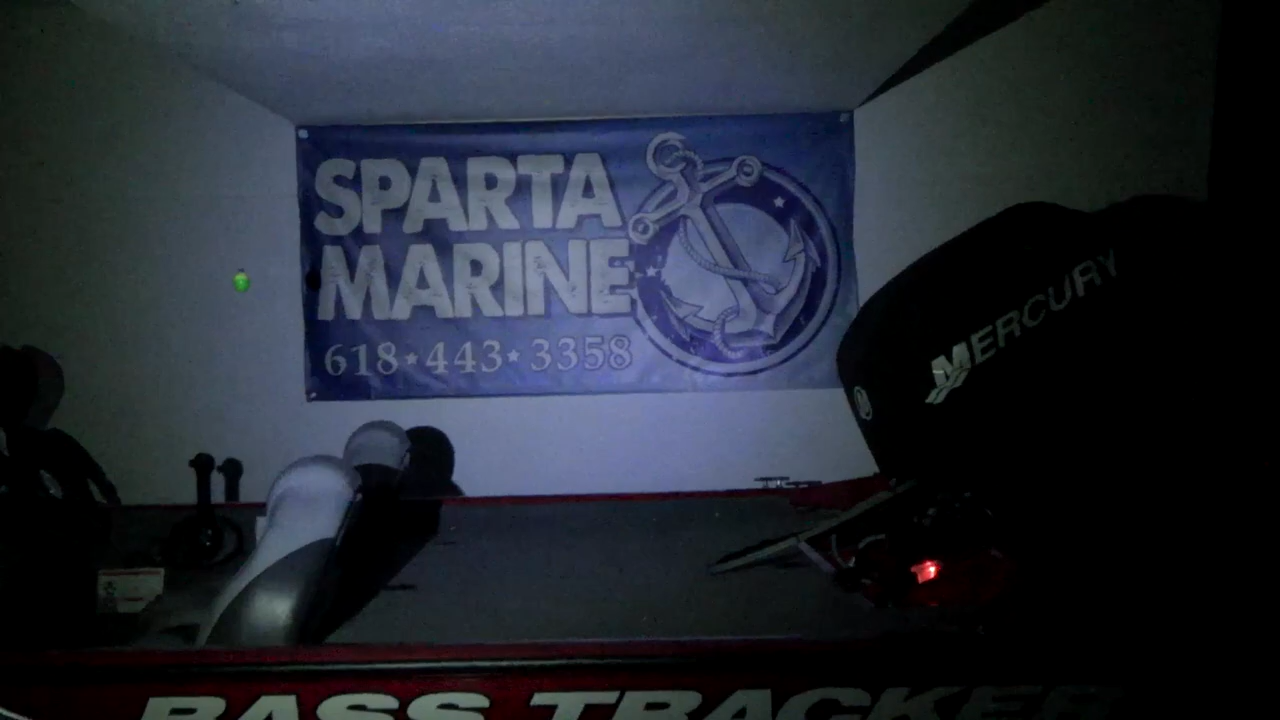 SPARTA
MARINE
618★443★3358
MERCURY
BASS TRACKER